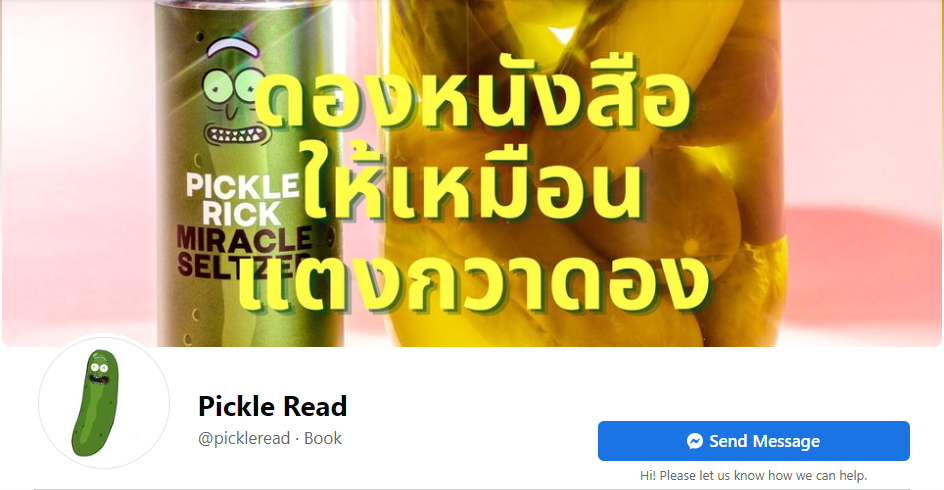 ดองหนังสือ
ให้เหมือน
แตงกวาดอง
PICKLE
RICK
MIRACLE
SELTZER
Pickle Read
@pickleread · Book
Send Message
Hi! Please let us know how we can help.